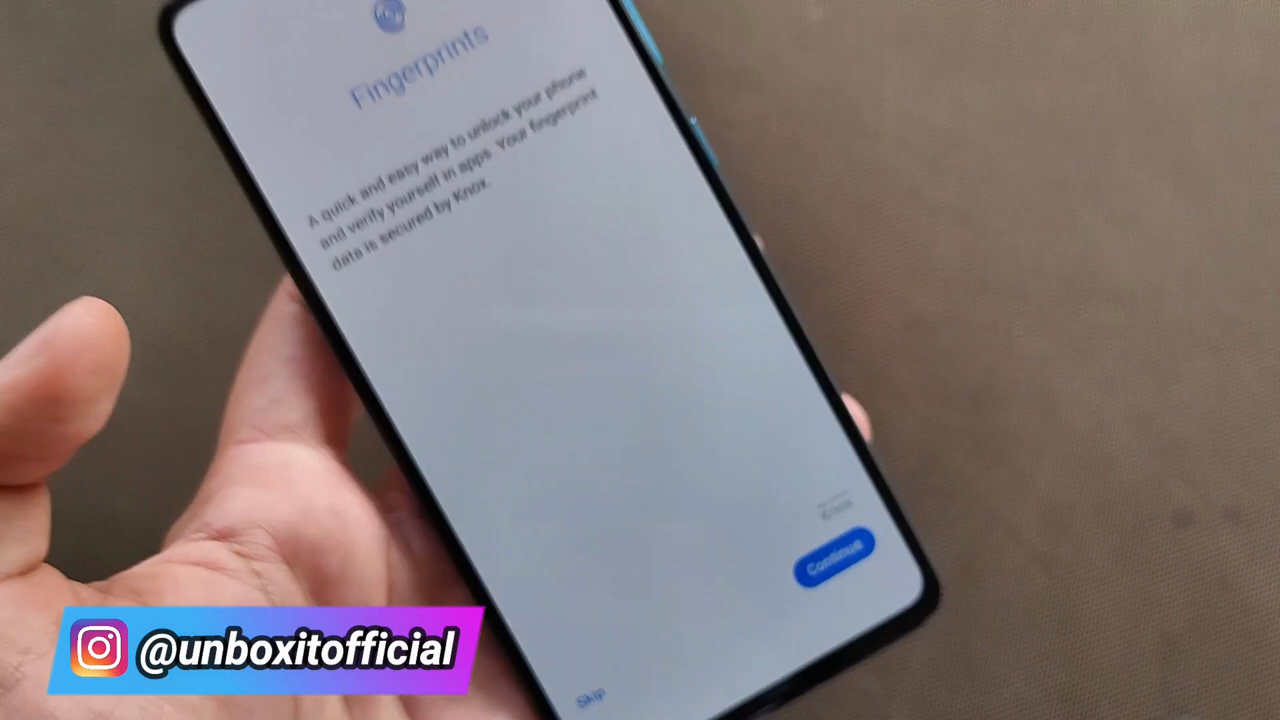 Fingerprints
A quick and easy way to unlock your phone
and verify yourself in apps. Your fingerprint
data is secured by Knox.
Knox
Continue
Skip
@unboxitofficial